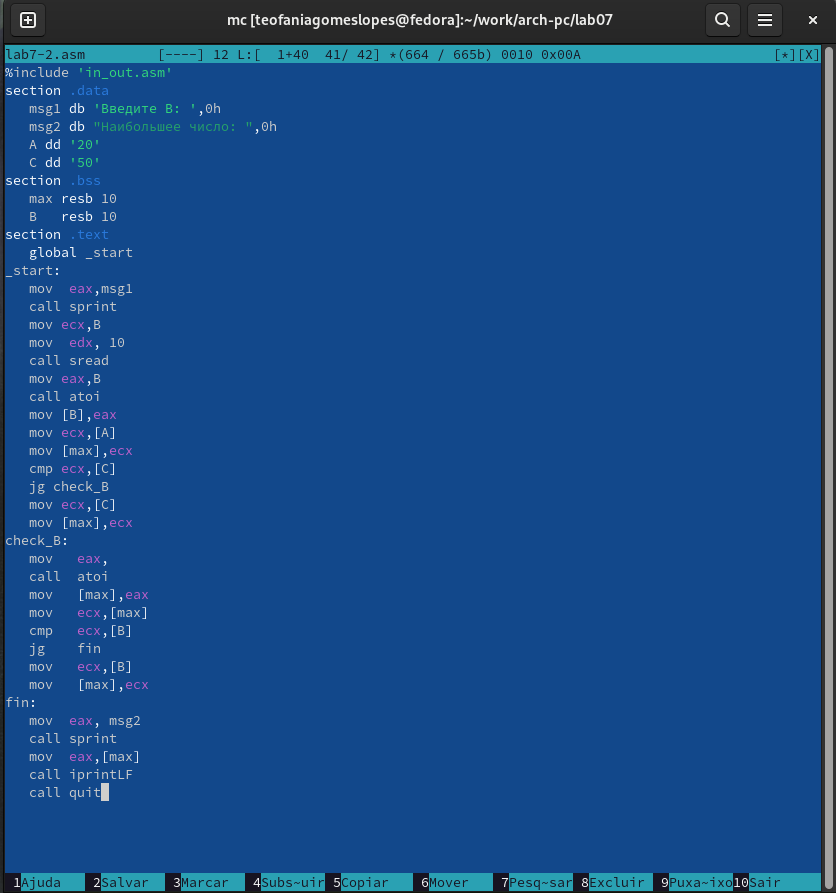 mc [teofaniagomeslopes@fedora]:~/work/arch-pc/lab07
lab7-2.asm [----] 12 L:[ 1+40 41/ 42] *(664 / 665b) 0010 0x00A [*][X]
%include 'in_out.asm'
section .data
msg1 db 'Введите B: ',0h
msg2 db "Наибольшее число: ",0h
A dd '20'
C dd '50'
section .bss
max resb 10
B resb 10
section .text
global _start
_start:
mov eax,msg1
call sprint
mov ecx,B
mov edx, 10
call sread
mov eax,B
call atoi
mov [B],eax
mov ecx,[A]
mov [max],ecx
cmp ecx,[C]
jg check_B
mov ecx,[C]
mov [max],ecx
check_B:
mov eax,
call atoi
mov [max],eax
mov ecx,[max]
cmp ecx,[B]
jg fin
mov ecx,[B]
mov [max],ecx
fin:
mov eax, msg2
call sprint
mov eax,[max]
call iprintLF
call quit
1Ajuda 2Salvar 3Marcar 4Subs~uir 5Copiar 6Mover 7Pesq~sar 8Excluir 9Puxa~ixo 10Sair